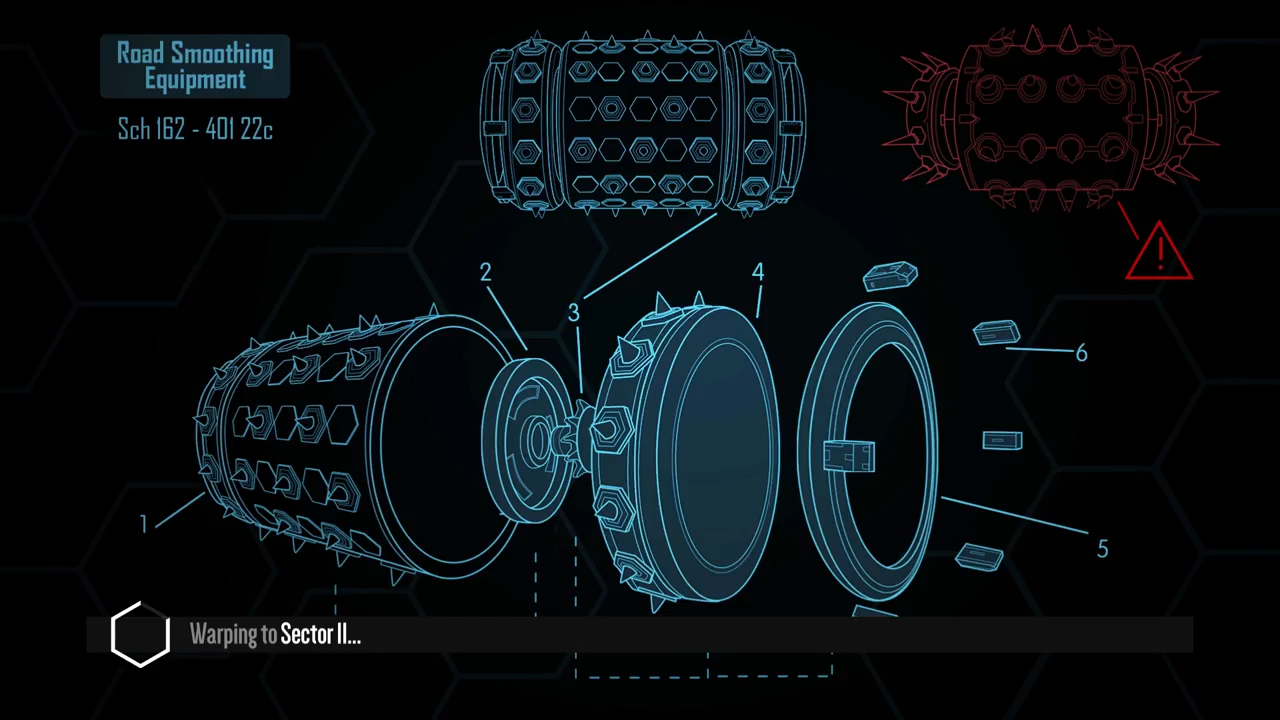 Road Smoothing
Equipment
Sch 162 - 401 22c
2
4
3
6
1
5
!
Warping to Sector II...